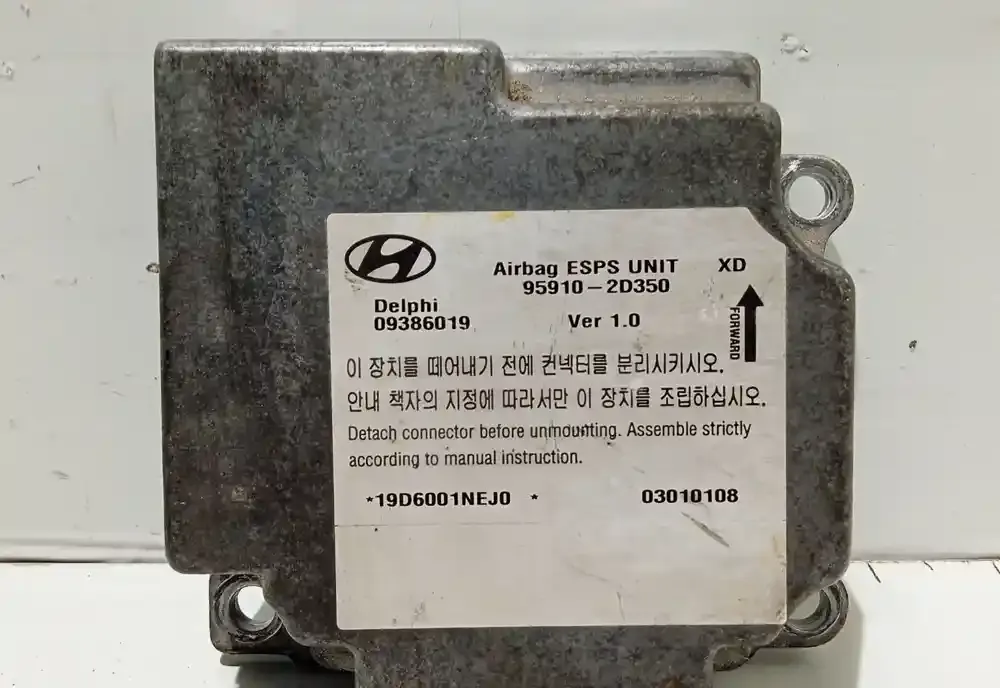 Airbag ESPS UNIT XD
95910-2D350
Delphi
09386019 Ver 1.0
FORWARD
이 장치를 떼어내기 전에 컨넥터를 분리시키시오.
안내 책자의 지정에 따라서만 이 장치를 조립하십시오.
Detach connector before unmounting. Assemble strictly
according to manual instruction.
*19D6001NEJ0 * 03010108